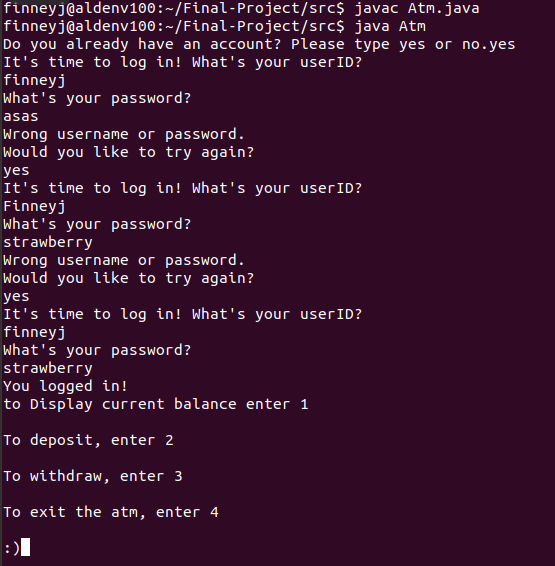 finneyj@aldenv100:~/Final-Project/src$ javac Atm.java
finneyj@aldenv100:~/Final-Project/src$ java Atm
Do you already have an account? Please type yes or no.yes
It's time to log in! What's your userID?
finneyj
What's your password?
asas
Wrong username or password.
Would you like to try again?
yes
It's time to log in! What's your userID?
Finneyj
What's your password?
strawberry
Wrong username or password.
Would you like to try again?
yes
It's time to log in! What's your userID?
finneyj
What's your password?
strawberry
You logged in!
to Display current balance enter 1
To deposit, enter 2
To withdraw, enter 3
To exit the atm, enter 4
:)